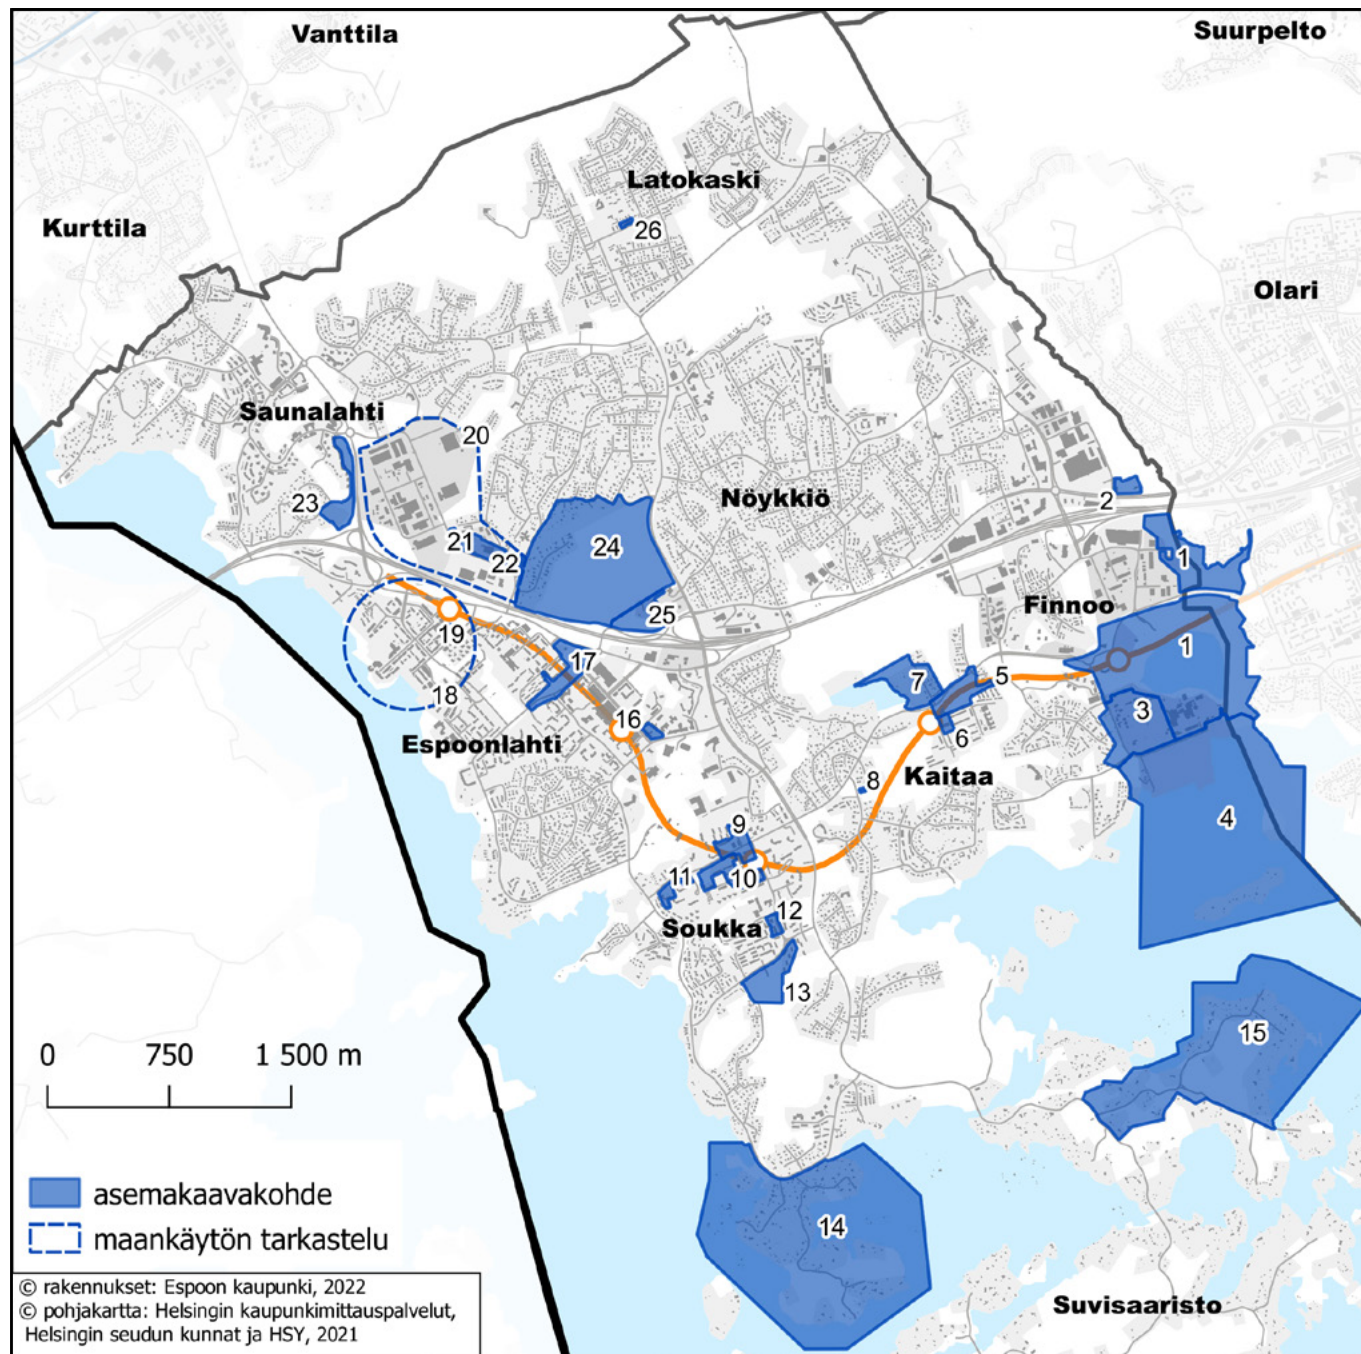 Vanttila
Suurpelto
Latokaski
Kurttila
26
Olari
Saunalahti
20
Nöykkiö
2
23
21
22
24
1
25
Finnoo
19
17
1
18
7
5
3
16
6
Espoonlahti
Kaitaa
8
4
9
11
10
12
Soukka
13
15
0 750 1 500 m
14
asemakaavakohde
maankäytön tarkastelu
Suvisaaristo
© rakennukset: Espoon kaupunki, 2022
© pohjakartta: Helsingin kaupunkimittauspalvelut,
Helsingin seudun kunnat ja HSY, 2021